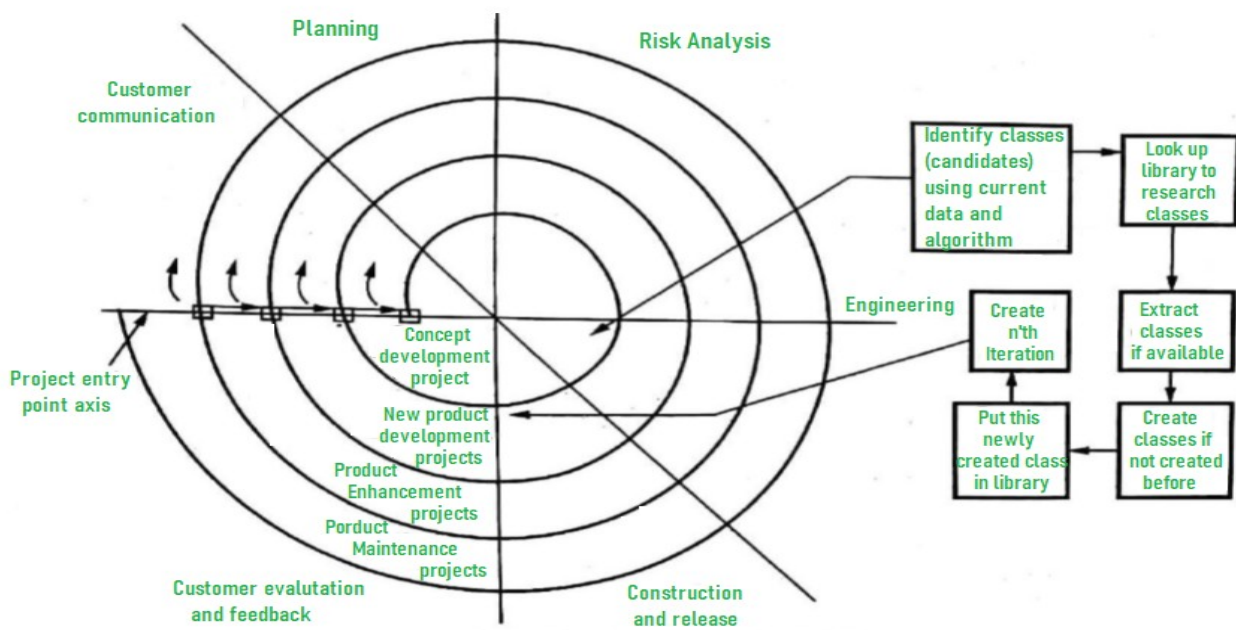 Planning
Risk Analysis
Customer
communication
Identify classes
(candidates)
using current
data and
algorithm
Look up
library to
research
classes
Engineering
Create
n'th
Iteration
Extract
classes
if available
Concept
development
project
Project entry
point axis
New product
development
projects
Put this
newly
created class
in library
Create
classes if
not created
before
Product
Enhancement
projects
Porduct
Maintenance
projects
Customer evalutation
and feedback
Construction
and release